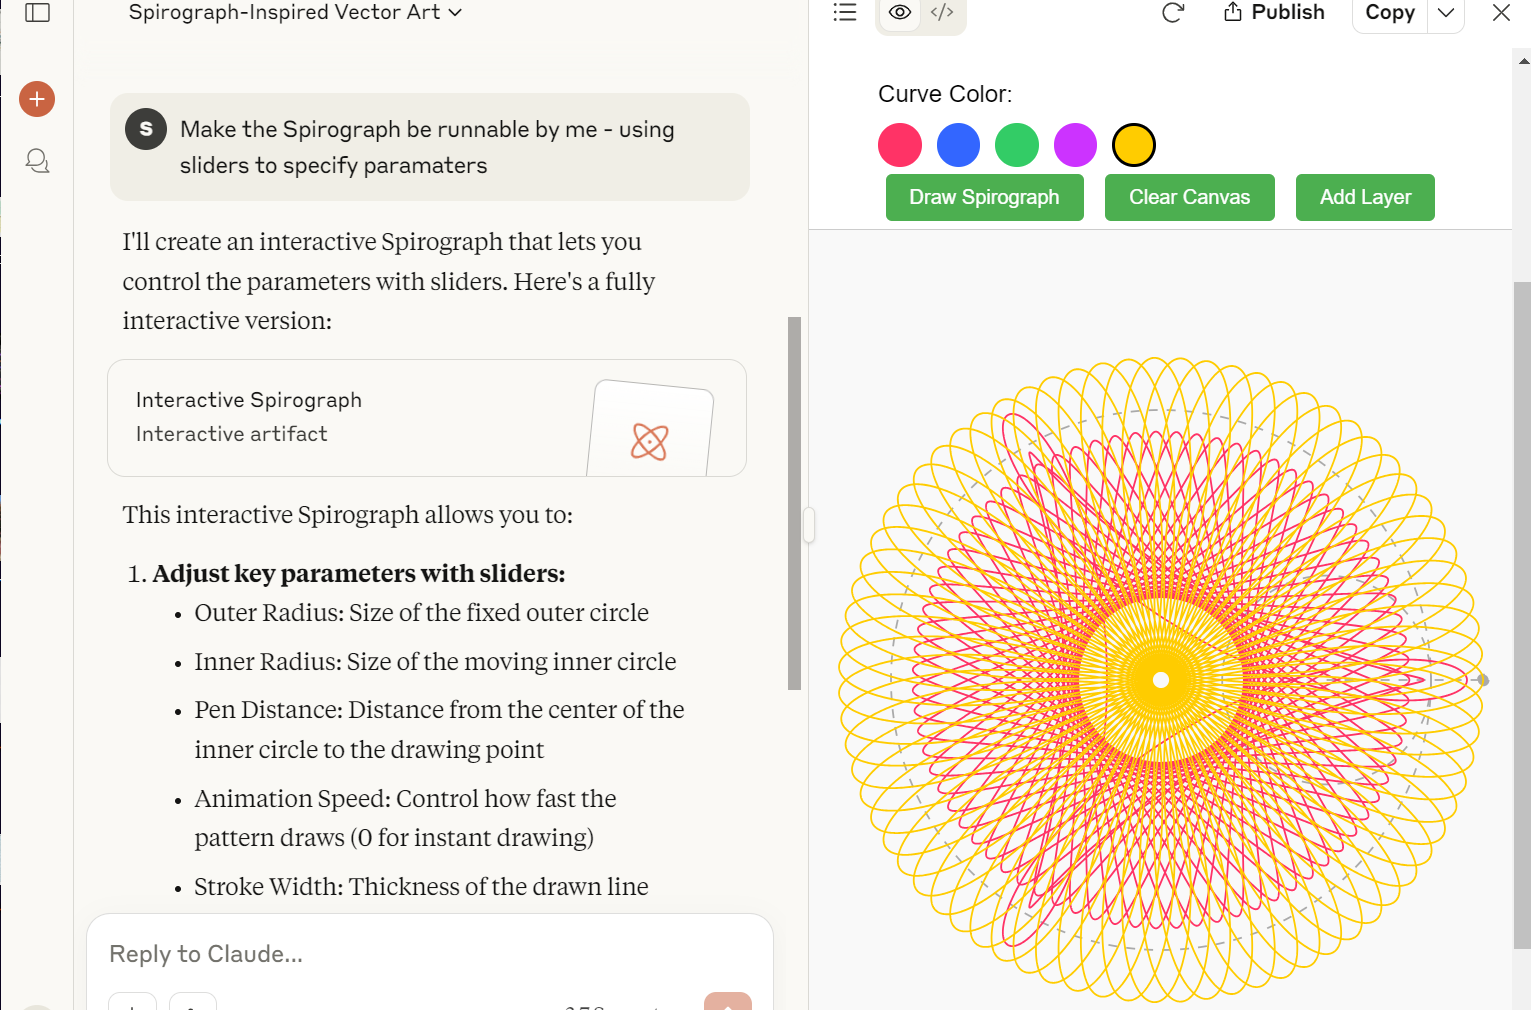 Spirograph-Inspired Vector Art
S
Make the Spirograph be runnable by me - using
sliders to specify paramaters
I'll create an interactive Spirograph that lets you
control the parameters with sliders. Here's a fully
interactive version:
Interactive Spirograph
Interactive artifact
This interactive Spirograph allows you to:
1. Adjust key parameters with sliders:
• Outer Radius: Size of the fixed outer circle
• Inner Radius: Size of the moving inner circle
• Pen Distance: Distance from the center of the
inner circle to the drawing point
• Animation Speed: Control how fast the
pattern draws (0 for instant drawing)
• Stroke Width: Thickness of the drawn line
Reply to Claude...
</> Publish Copy
Curve Color:
Draw Spirograph Clear Canvas Add Layer